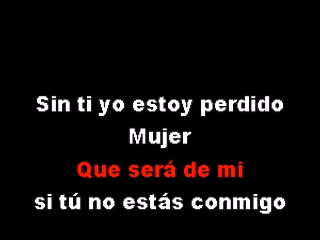 Sin ti yo estoy perdido
Mujer
Que será de mi
si tú no estás conmigo